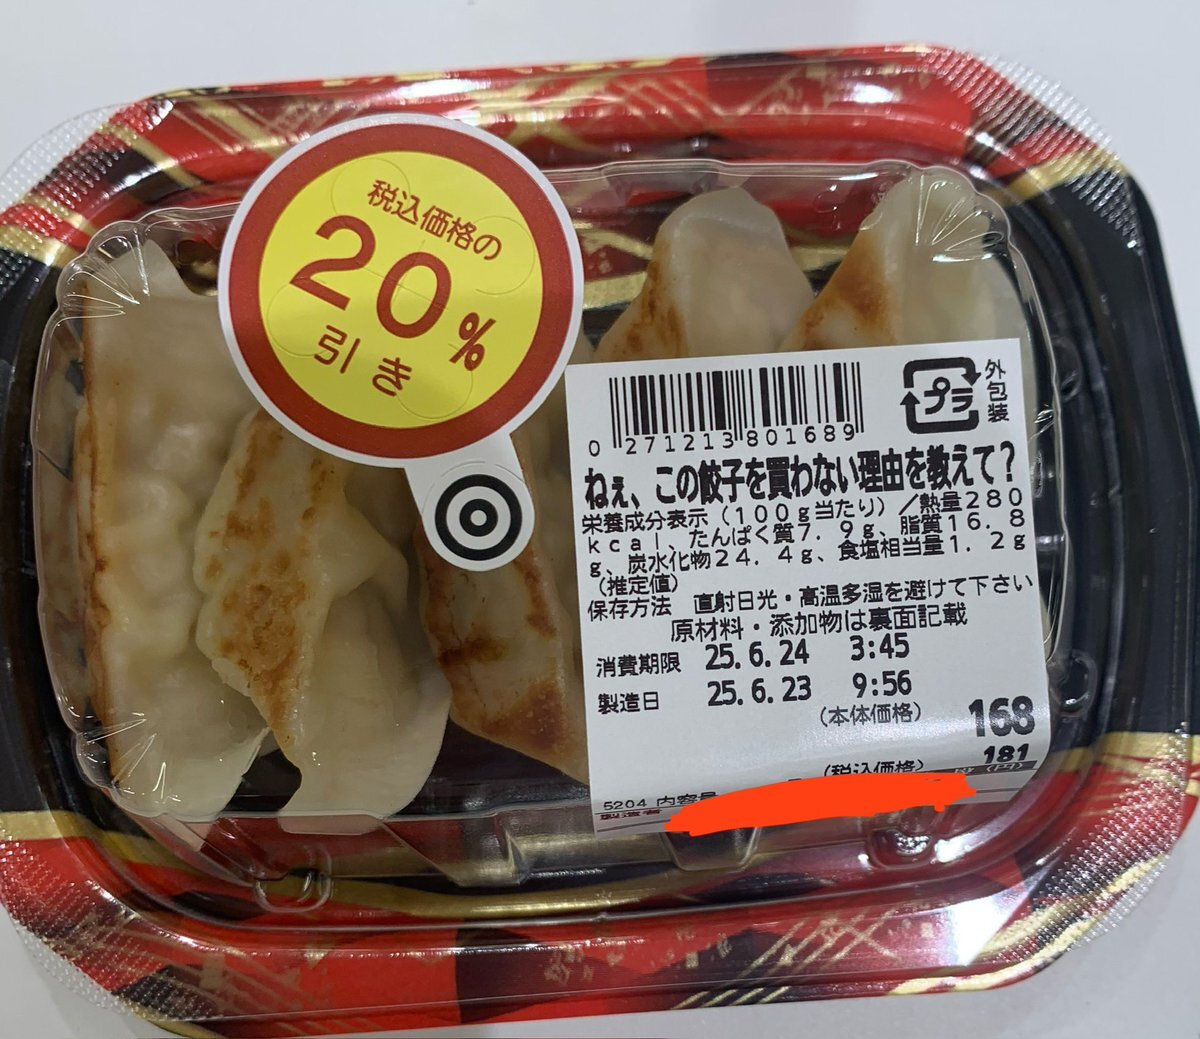 税込価格の
20%
引き
プラ
外包装
0 271213 801689
ねぇ、この餃子を買わない理由を教えて?
栄養成分表示(100g当たり)/熱量280
kcal、たんぱく質7.9g、脂質16.8
g、炭水化物24.4g、食塩相当量1.2g
(推定値)
保存方法 直射日光・高温多湿を避けて下さい
原材料・添加物は裏面記載
消費期限 25.6.24 3:45
製造日 25.6.23 9:56
(本体価格) 168
(税込価格) 181
5204 内容量
製造者